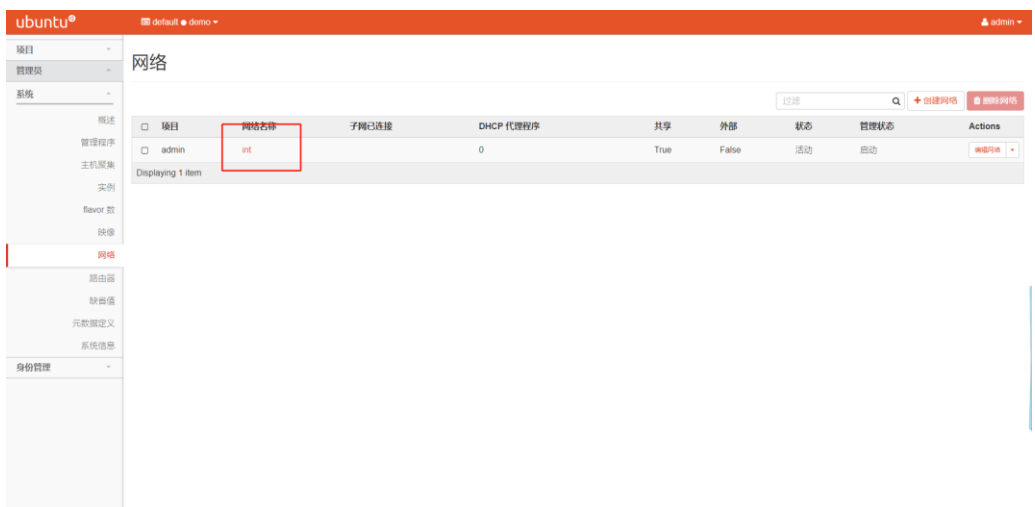 ubuntu® default demo admin
项目
管理员
系统
概述
管理程序
主机聚集
实例
flavor 数
映像
网络
路由器
缺省值
元数据定义
系统信息
身份管理
网络
过滤 创建网络 删除网络
项目 网络名称 子网已连接 DHCP 代理程序 共享 外部 状态 管理状态 Actions
admin int 0 True False 活动 启动 编辑网络
Displaying 1 item